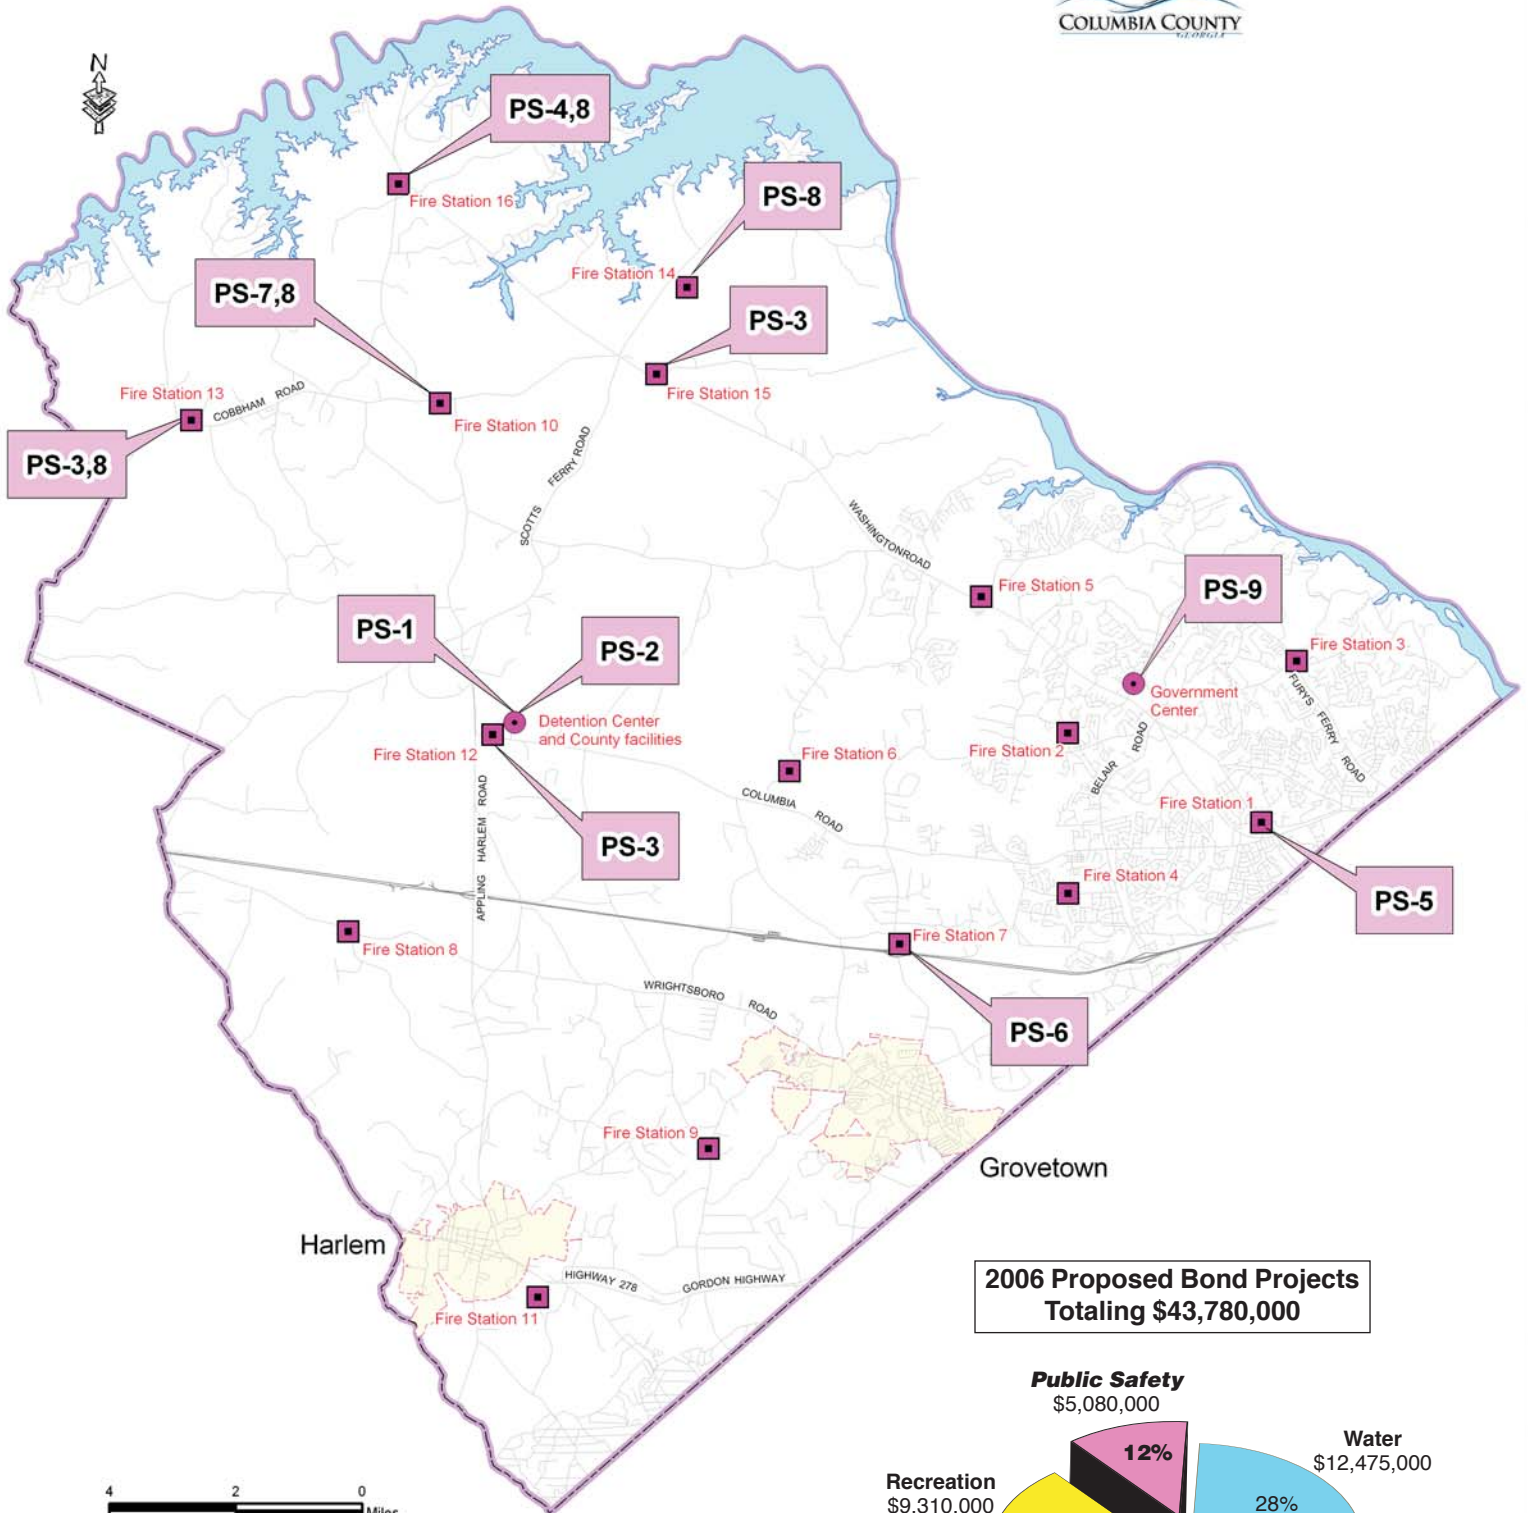 COLUMBIA COUNTY
GEORGIA
N
PS-4,8
Fire Station 16
PS-8
Fire Station 14
PS-7,8
PS-3
Fire Station 13
COBBHAM ROAD
Fire Station 15
Fire Station 10
PS-3,8
SCOTTS FERRY ROAD
WASHINGTONROAD
Fire Station 5
PS-9
PS-1
PS-2
Fire Station 3
Government
Center
FURYS FERRY ROAD
Detention Center
and County facilities
Fire Station 12
Fire Station 2
BELAIR ROAD
Fire Station 6
COLUMBIA ROAD
Fire Station 1
APPLING HARLEM ROAD
PS-3
Fire Station 4
PS-5
Fire Station 8
Fire Station 7
WRIGHTSBORO ROAD
PS-6
Fire Station 9
Grovetown
Harlem
HIGHWAY 278
GORDON HIGHWAY
Fire Station 11
2006 Proposed Bond Projects
Totaling $43,780,000
Public Safety
$5,080,000
12%
Water
$12,475,000
28%
Recreation
$9,310,000
4 2 0
Miles